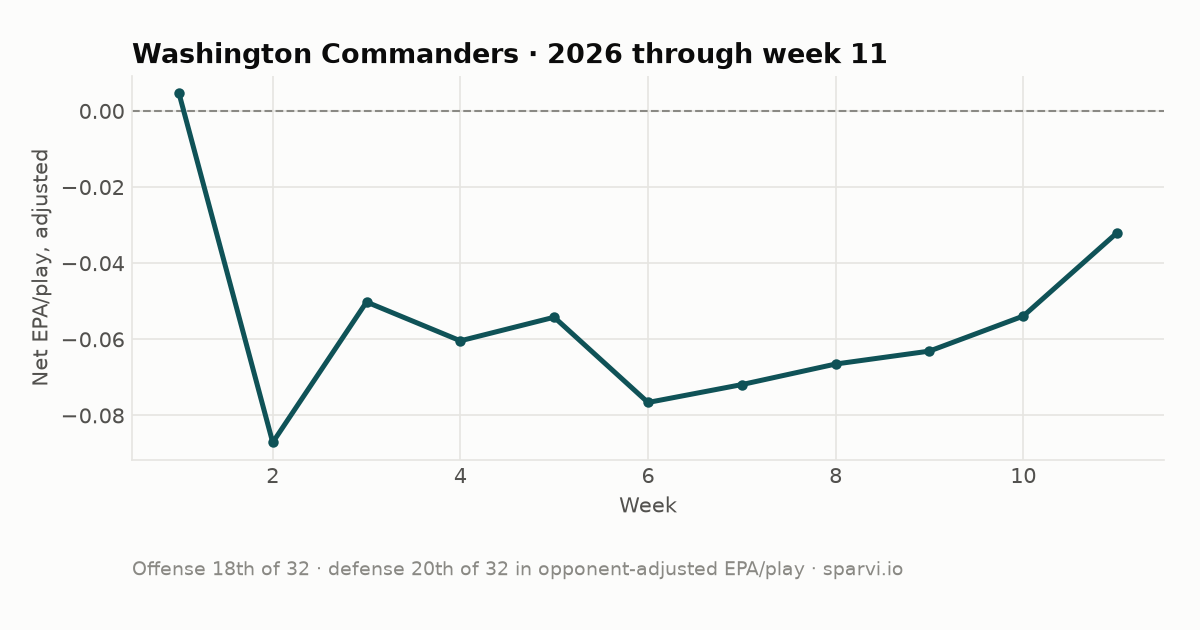 Washington Commanders · 2026 through week 11
Net EPA/play, adjusted
0.00
−0.02
−0.04
−0.06
−0.08
2
4
6
8
10
Week
Offense 18th of 32 · defense 20th of 32 in opponent-adjusted EPA/play · sparvi.io